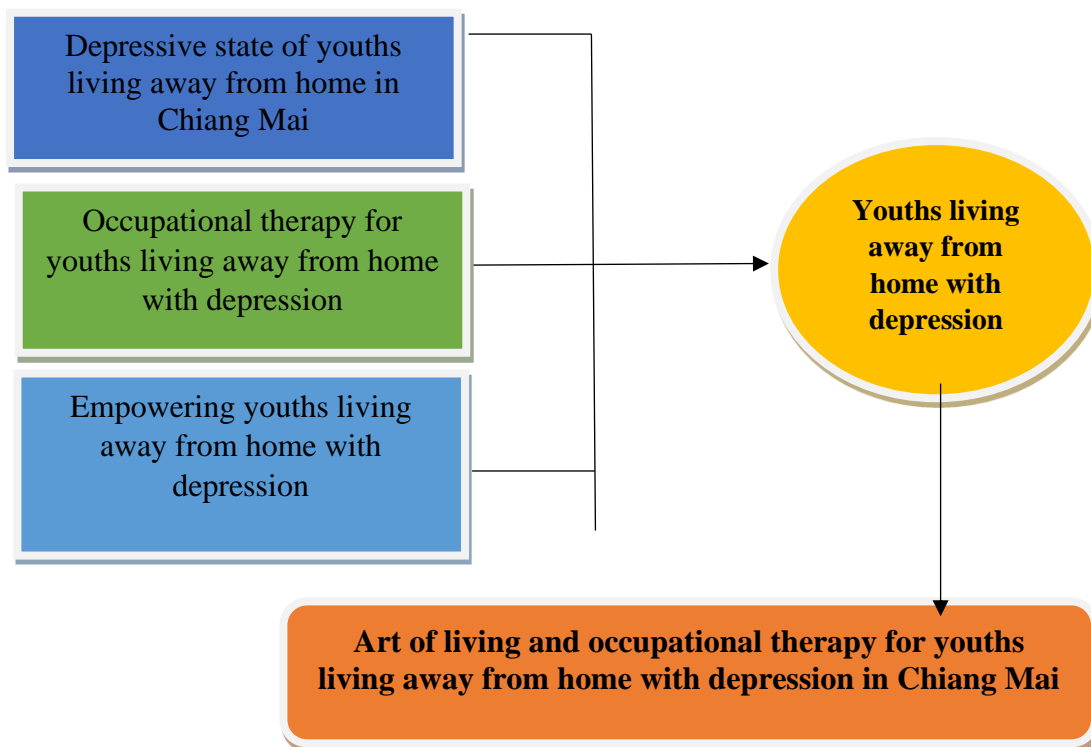 Depressive state of youths
living away from home in
Chiang Mai
Occupational therapy for
youths living away from home
with depression
Empowering youths living
away from home with
depression
Youths living
away from
home with
depression
Art of living and occupational therapy for youths
living away from home with depression in Chiang Mai